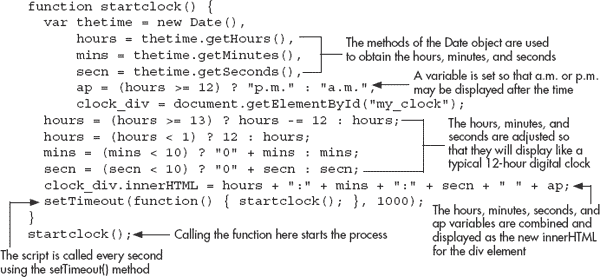 function startclock() {
var thetime = new Date(),
hours = thetime.getHours(),
mins = thetime.getMinutes(),
secn = thetime.getSeconds(),
The methods of the Date object are used
to obtain the hours, minutes, and seconds
ap = (hours >= 12) ? "p.m." : "a.m.",
A variable is set so that a.m. or p.m.
may be displayed after the time
clock_div = document.getElementById("my_clock");
hours = (hours >= 13) ? hours -= 12 : hours;
hours = (hours < 1) ? 12 : hours;
mins = (mins < 10) ? "0" + mins : mins;
secn = (secn < 10) ? "0" + secn : secn;
The hours, minutes, and
seconds are adjusted so
that they will display like a
typical 12-hour digital clock
clock_div.innerHTML = hours + ":" + mins + ":" + secn + " " + ap;
setTimeout(function() { startclock(); }, 1000);
The hours, minutes, seconds, and
ap variables are combined and
displayed as the new innerHTML
for the div element
}
startclock();
Calling the function here starts the process
The script is called every second
using the setTimeout() method